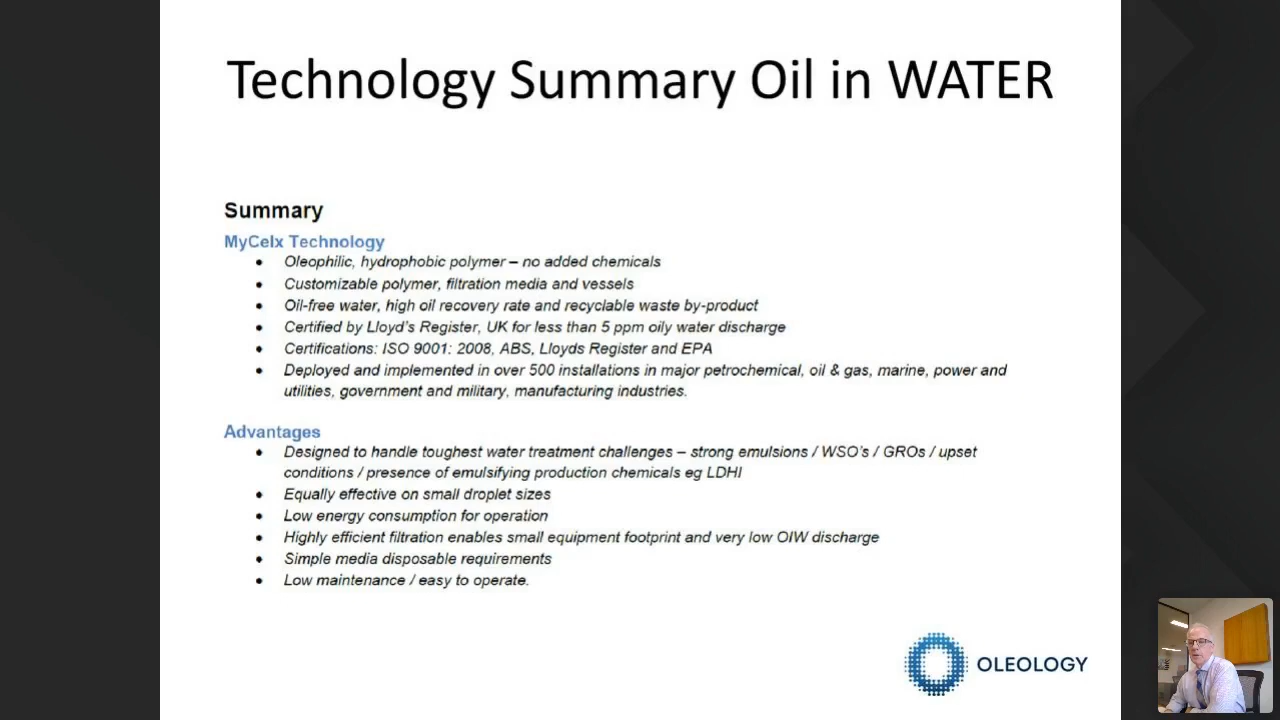 Technology Summary Oil in WATER
Summary
MyCelx Technology
• Oleophilic, hydrophobic polymer – no added chemicals
• Customizable polymer, filtration media and vessels
• Oil-free water, high oil recovery rate and recyclable waste by-product
• Certified by Lloyd's Register, UK for less than 5 ppm oily water discharge
• Certifications: ISO 9001: 2008, ABS, Lloyds Register and EPA
• Deployed and implemented in over 500 installations in major petrochemical, oil & gas, marine, power and
utilities, government and military, manufacturing industries.
Advantages
• Designed to handle toughest water treatment challenges – strong emulsions / WSO's / GROs / upset
conditions / presence of emulsifying production chemicals eg LDHI
• Equally effective on small droplet sizes
• Low energy consumption for operation
• Highly efficient filtration enables small equipment footprint and very low OIW discharge
• Simple media disposable requirements
• Low maintenance / easy to operate.
OLEOLOGY